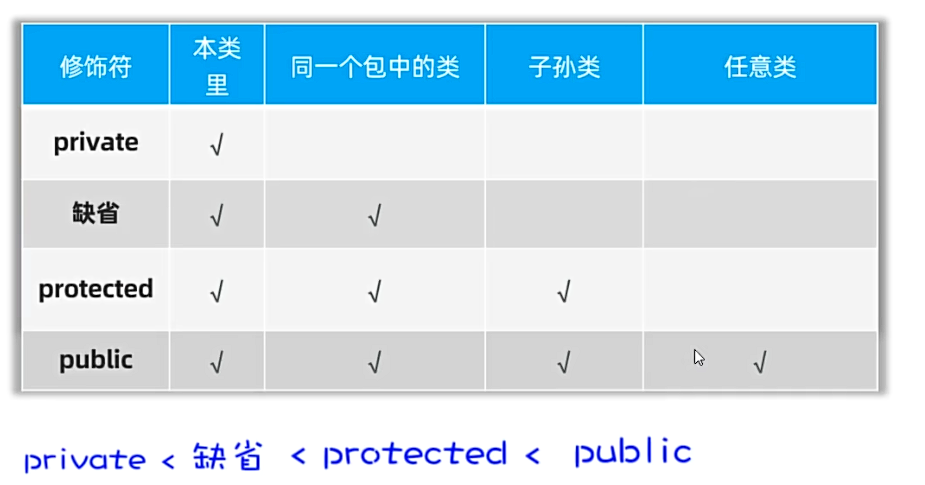 修饰符 本类里 同一个包中的类 子孙类 任意类
private √
缺省 √ √
protected √ √ √
public √ √ √ √
private < 缺省 < protected < public